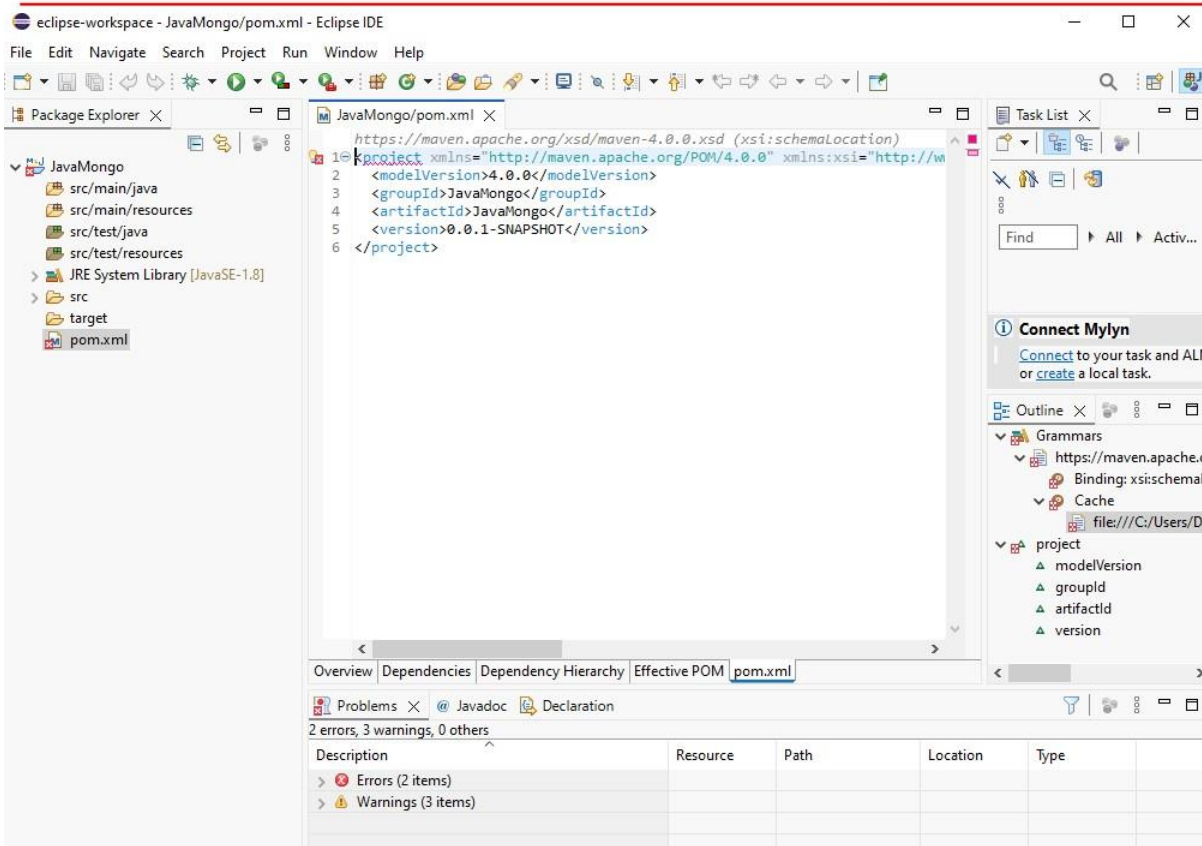 eclipse-workspace - JavaMongo/pom.xml - Eclipse IDE
File Edit Navigate Search Project Run Window Help
Package Explorer
JavaMongo
src/main/java
src/main/resources
src/test/java
src/test/resources
JRE System Library [JavaSE-1.8]
src
target
pom.xml
JavaMongo/pom.xml
https://maven.apache.org/xsd/maven-4.0.0.xsd (xsi:schemaLocation)
1 <project xmlns="http://maven.apache.org/POM/4.0.0" xmlns:xsi="http://w
2 <modelVersion>4.0.0</modelVersion>
3 <groupId>JavaMongo</groupId>
4 <artifactId>JavaMongo</artifactId>
5 <version>0.0.1-SNAPSHOT</version>
6 </project>
Overview Dependencies Dependency Hierarchy Effective POM pom.xml
Task List
Find All Activ...
Connect Mylyn
Connect to your task and AL
or create a local task.
Outline
Grammars
https://maven.apache.
Binding: xsi:schema
Cache
file:///C:/Users/D
project
modelVersion
groupId
artifactId
version
Problems @ Javadoc Declaration
2 errors, 3 warnings, 0 others
Description Resource Path Location Type
Errors (2 items)
Warnings (3 items)